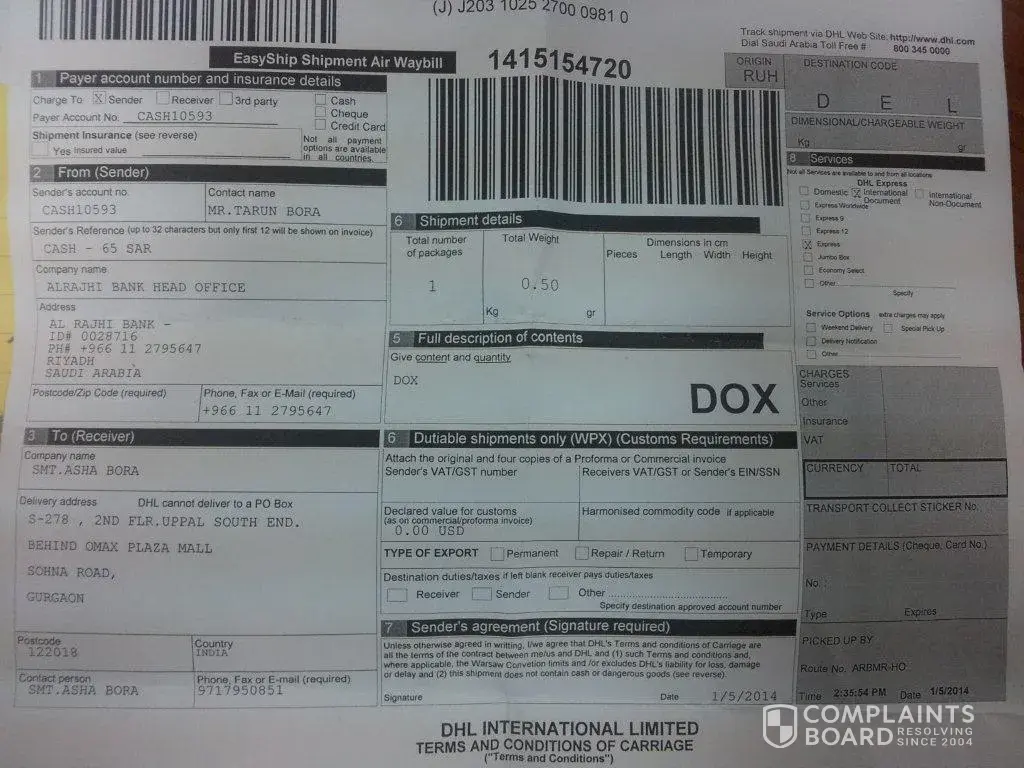 (J) J203 1025 2700 0981 0
Track shipment via DHL Web Site: http://www.dhl.com
Dial Saudi Arabia Toll Free # : 800 345 0000
EasyShip Shipment Air Waybill
1415154720
ORIGIN
RUH
DESTINATION CODE
D E L
DIMENSIONAL/CHARGEABLE WEIGHT
Kg gr
1 Payer account number and insurance details
Charge To X Sender Receiver 3rd party
Cash
Cheque
Credit Card
Payer Account No. CASH10593
Shipment Insurance (see reverse)
Yes Insured value
Not all payment
options are available
in all countries.
2 From (Sender)
Sender's account no.
CASH10593
Contact name
MR.TARUN BORA
Sender's Reference (up to 32 characters but only first 12 will be shown on invoice)
CASH - 65 SAR
Company name
ALRAJHI BANK HEAD OFFICE
Address
AL RAJHI BANK -
ID# 0028716
PH# +966 11 2795647
RIYADH
SAUDI ARABIA
Postcode/Zip Code (required)
Phone, Fax or E-Mail (required)
+966 11 2795647
3 To (Receiver)
Company name
SMT.ASHA BORA
Delivery address DHL cannot deliver to a PO Box
S-278 , 2ND FLR.UPPAL SOUTH END.
BEHIND OMAX PLAZA MALL
SOHNA ROAD,
GURGAON
Postcode
122018
Country
INDIA
Contact person
SMT.ASHA BORA
Phone, Fax or E-mail (required)
9717950851
6 Shipment details
Total number
of packages
1
Total Weight
0.50
Kg gr
Dimensions in cm
Pieces Length Width Height
5 Full description of contents
Give content and quantity
DOX
DOX
6 Dutiable shipments only (WPX) (Customs Requirements)
Attach the original and four copies of a Proforma or Commercial invoice
Sender's VAT/GST number
Receivers VAT/GST or Sender's EIN/SSN
Declared value for customs
(as on commercial/proforma invoice)
0.00 USD
Harmonised commodity code if applicable
TYPE OF EXPORT Permanent Repair / Return Temporary
Destination duties/taxes if left blank receiver pays duties/taxes
Receiver Sender Other
Specify destination approved account number
7 Sender's agreement (Signature required)
Unless otherwise agreed in writting, I/we agree that DHL's Terms and conditions of Carriage are
all the terms of the contract between me/us and DHL and (1) such Terms and conditions and,
where applicable, the Warsaw Convetion limits and /or excludes DHL's liability for loss, damage
or delay and (2) this shipment does not contain cash or dangerous goods (see reverse).
Signature Date 1/5/2014
8 Services
Not all Services are available to and from all locations
DHL Express
Domestic X International Document International Non-Document
Express Worldwide
Express 9
Express 12
X Express
Jumbo Box
Economy Select
Other
Specify
Service Options extra charges may apply
Weekend Delivery Special Pick Up
Delivery Notification
Other
CHARGES
Services
Other
Insurance
VAT
CURRENCY TOTAL
TRANSPORT COLLECT STICKER No.
PAYMENT DETAILS (Cheque, Card No.)
No. :
Type Expires
PICKED UP BY
Route No. ARBMR-HO
Time 2:35:54 PM Date 1/5/2014
DHL INTERNATIONAL LIMITED
TERMS AND CONDITIONS OF CARRIAGE
("Terms and Conditions")
COMPLAINTS
BOARD RESOLVING SINCE 2004